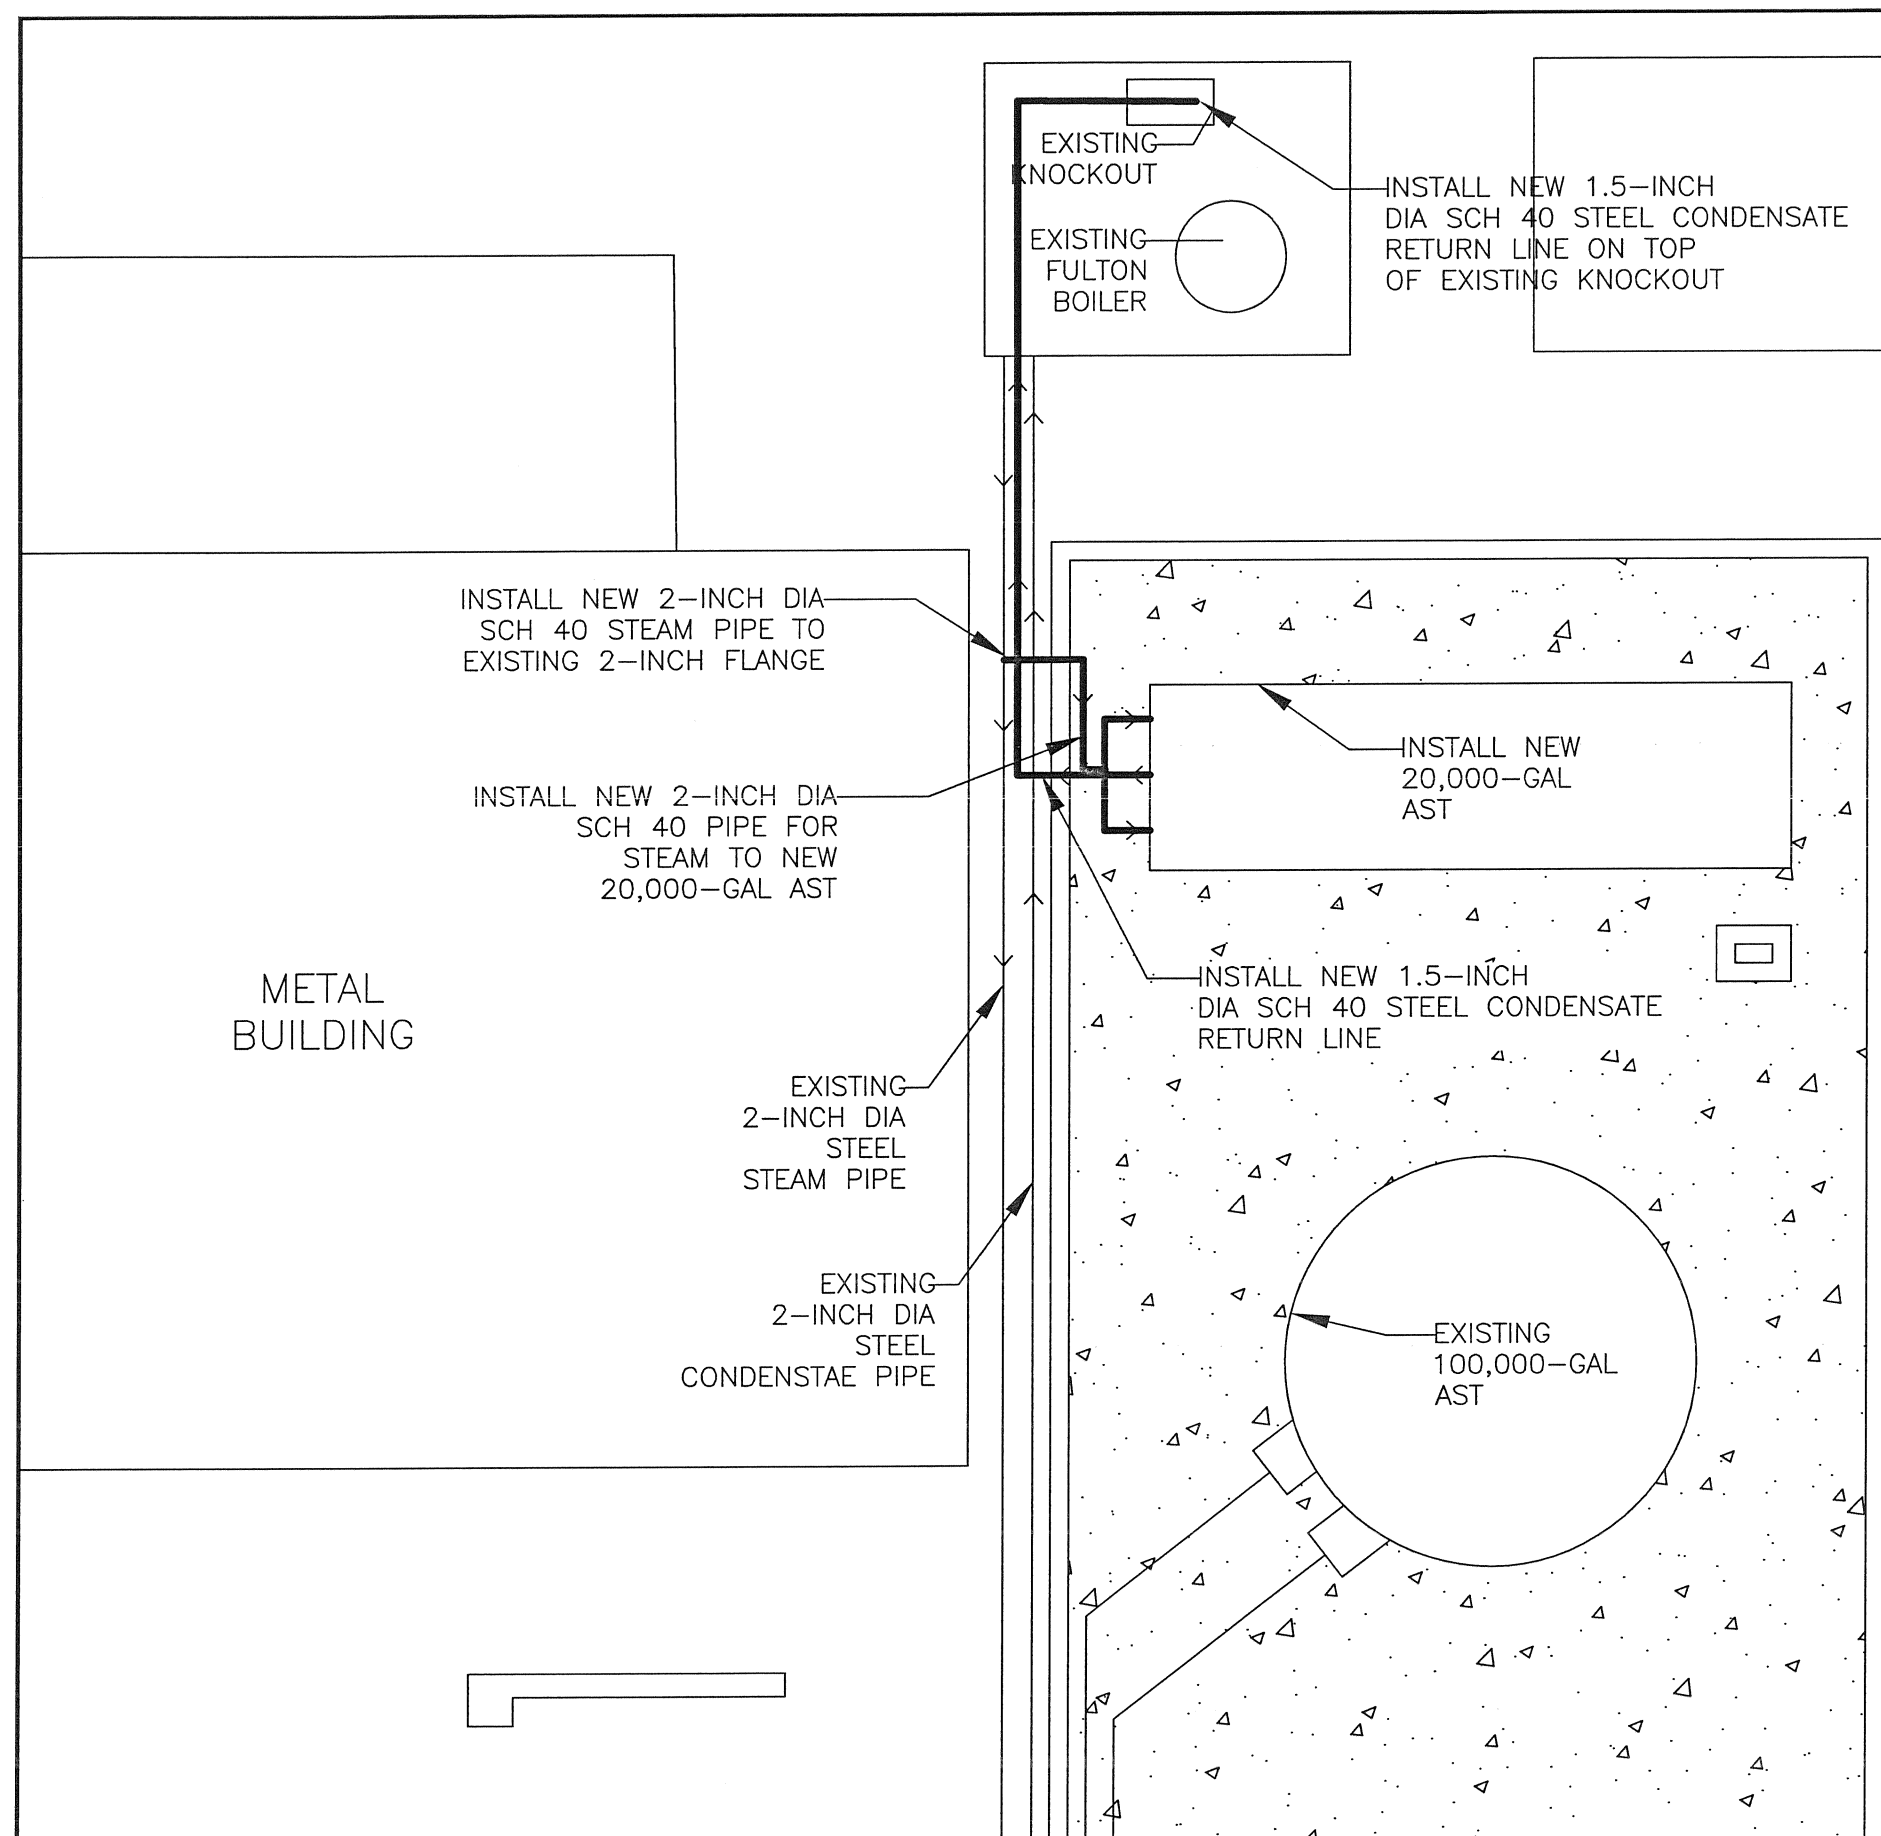 EXISTING
KNOCKOUT
INSTALL NEW 1.5-INCH
DIA SCH 40 STEEL CONDENSATE
RETURN LINE ON TOP
OF EXISTING KNOCKOUT
EXISTING
FULTON
BOILER
INSTALL NEW 2-INCH DIA
SCH 40 STEAM PIPE TO
EXISTING 2-INCH FLANGE
INSTALL NEW
20,000-GAL
AST
INSTALL NEW 2-INCH DIA
SCH 40 PIPE FOR
STEAM TO NEW
20,000-GAL AST
INSTALL NEW 1.5-INCH
DIA SCH 40 STEEL CONDENSATE
RETURN LINE
METAL
BUILDING
EXISTING
2-INCH DIA
STEEL
STEAM PIPE
EXISTING
2-INCH DIA
STEEL
CONDENSTAE PIPE
EXISTING
100,000-GAL
AST